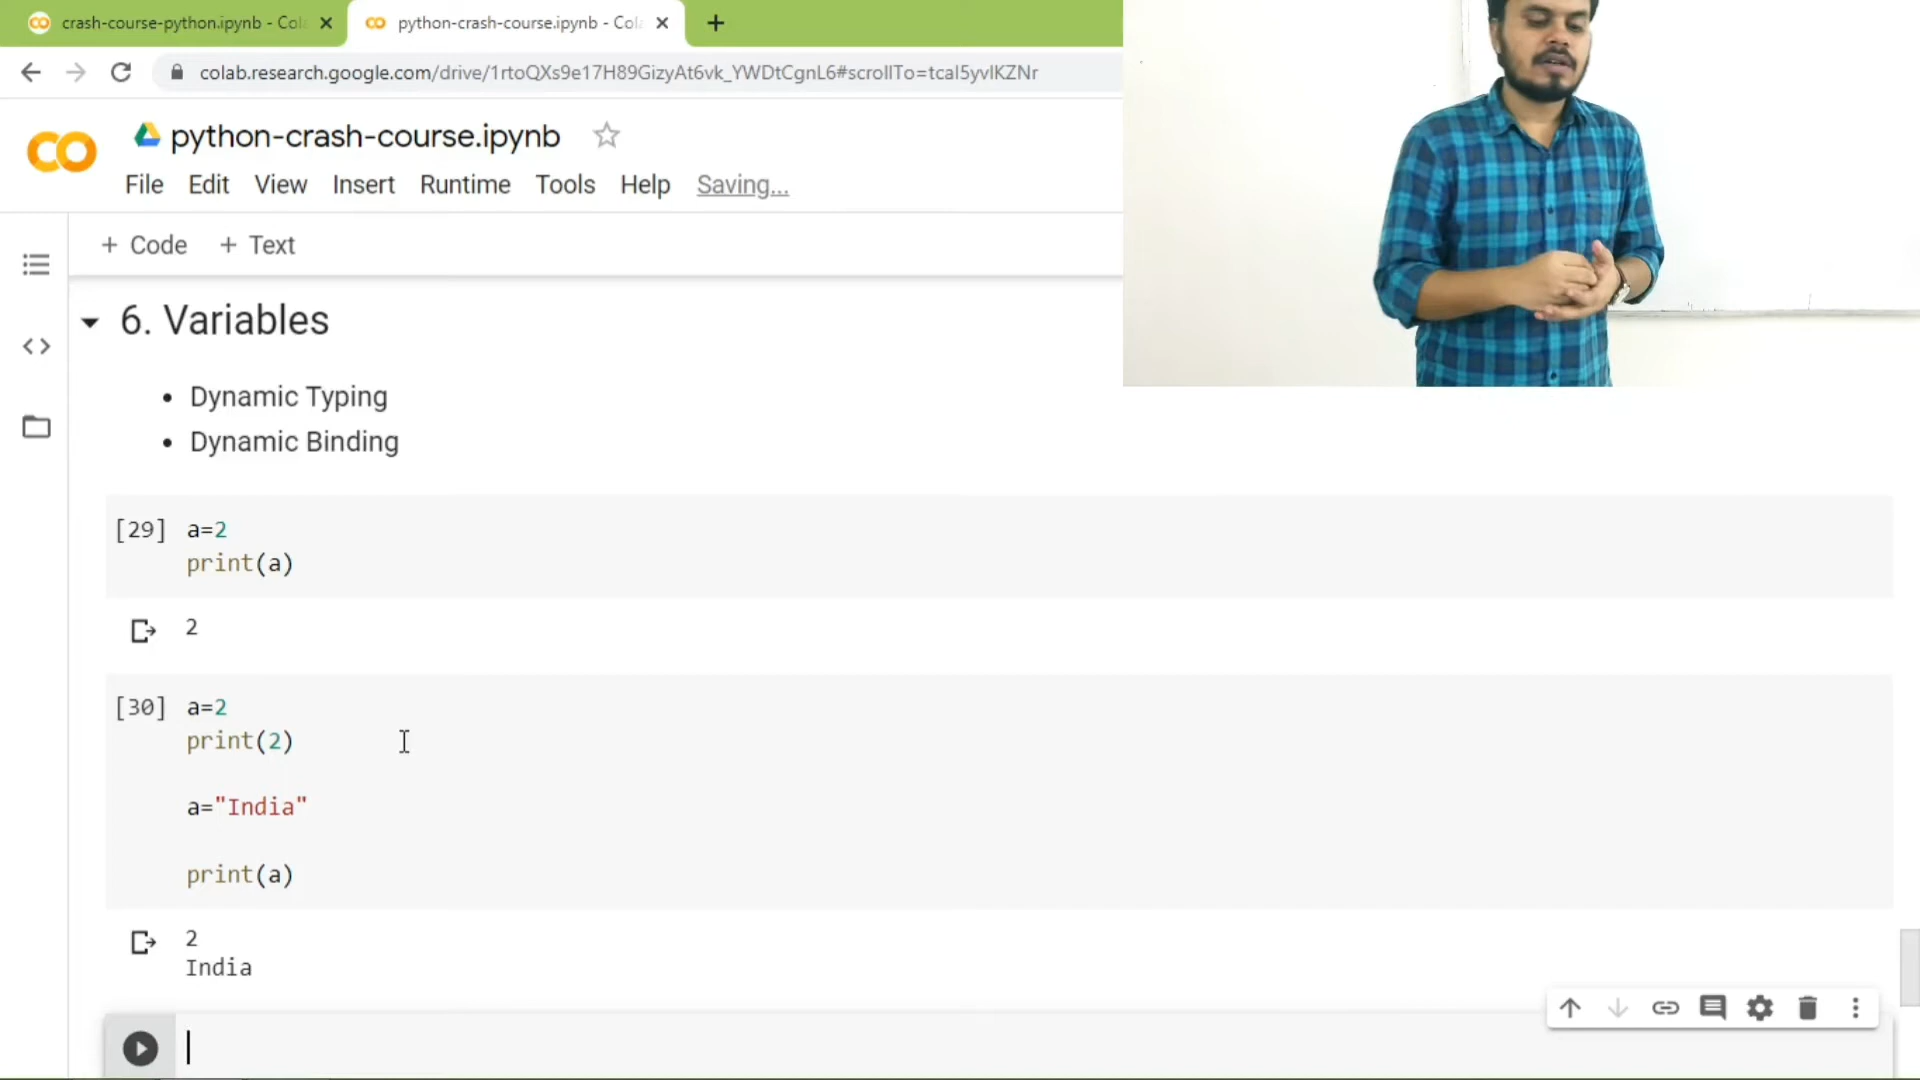 crash-course-python.ipynb - Col
python-crash-course.ipynb - Col
colab.research.google.com/drive/1rtoQXs9e17H89GizyAt6vk_YWDtCgnL6#scrollTo=tcal5yvlKZNr
python-crash-course.ipynb
File Edit View Insert Runtime Tools Help Saving...
+ Code + Text
6. Variables
• Dynamic Typing
• Dynamic Binding
[29] a=2
print(a)
2
[30] a=2
print(2)
a="India"
print(a)
2
India